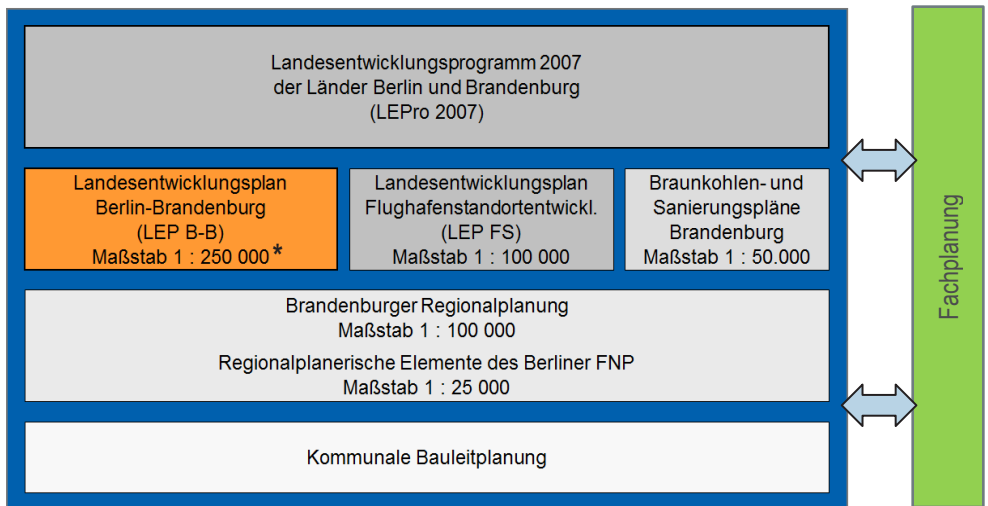 Landesentwicklungsprogramm 2007
der Länder Berlin und Brandenburg
(LEPro 2007)
Landesentwicklungsplan
Berlin-Brandenburg
(LEP B-B)
Maßstab 1 : 250 000*
Landesentwicklungsplan
Flughafenstandortentwickl.
(LEP FS)
Maßstab 1 : 100 000
Braunkohlen- und
Sanierungspläne
Brandenburg
Maßstab 1 : 50.000
Brandenburger Regionalplanung
Maßstab 1 : 100 000
Regionalplanerische Elemente des Berliner FNP
Maßstab 1 : 25 000
Kommunale Bauleitplanung
Fachplanung